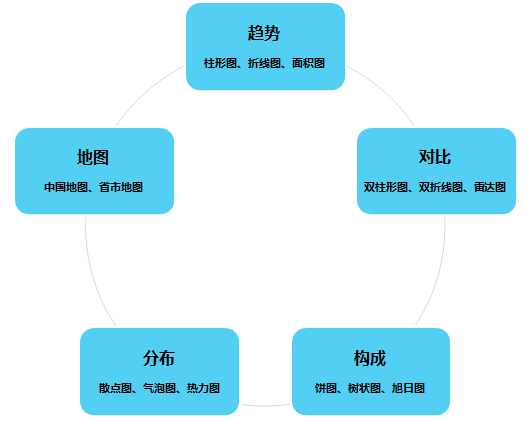 趋势
柱形图、折线图、面积图
地图
中国地图、首市地图
对比
双柱形图、双折线图、雷达图
分布
散点图、气泡图、热力图
构成
饼图、树状图、旭日图